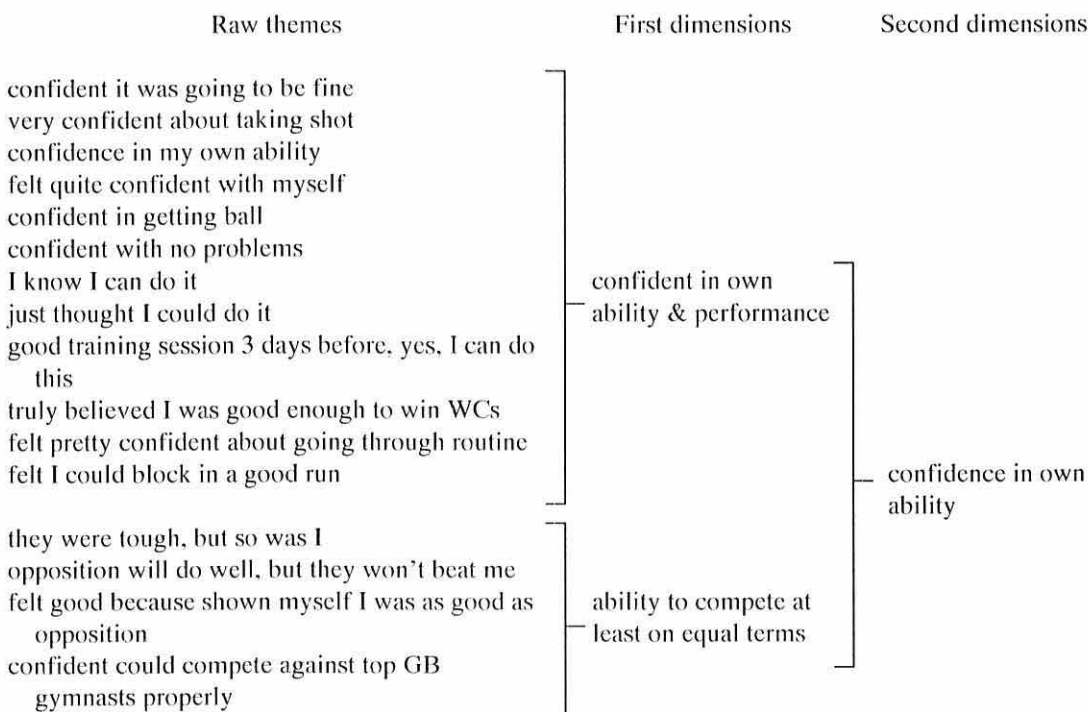 Raw themes First dimensions Second dimensions
confident it was going to be fine
very confident about taking shot
confidence in my own ability
felt quite confident with myself
confident in getting ball
confident with no problems
I know I can do it
just thought I could do it
good training session 3 days before, yes, I can do
this
truly believed I was good enough to win WCs
felt pretty confident about going through routine
felt I could block in a good run
confident in own
ability & performance
they were tough, but so was I
opposition will do well, but they won't beat me
felt good because shown myself I was as good as
opposition
confident could compete against top GB
gymnasts properly
ability to compete at
least on equal terms
confidence in own
ability